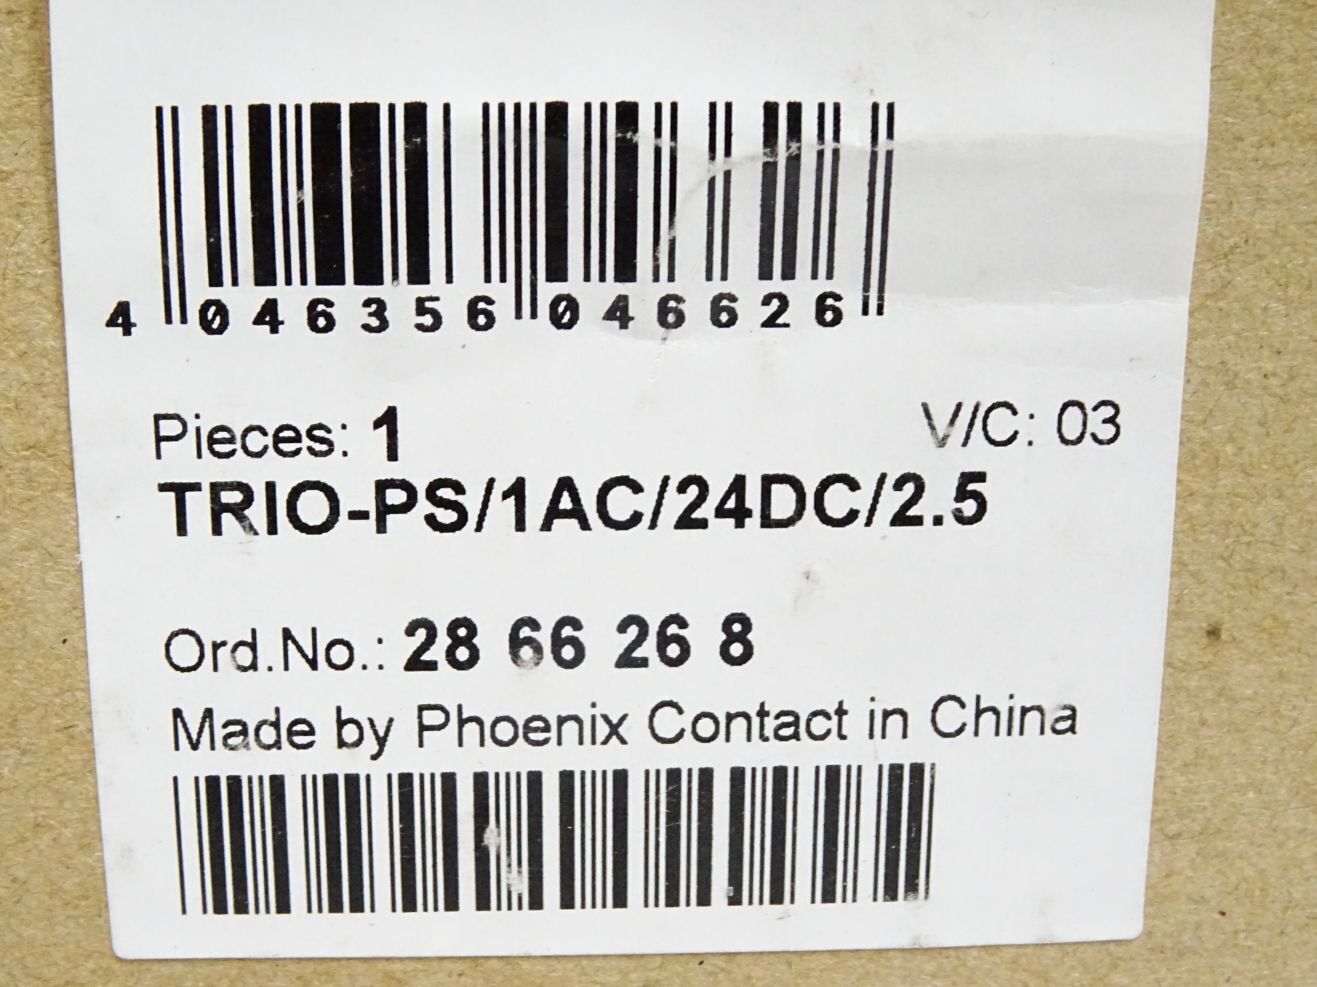 4 046356 046626
Pieces: 1 V/C: 03
TRIO-PS/1AC/24DC/2.5
Ord.No.: 28 66 26 8
Made by Phoenix Contact in China